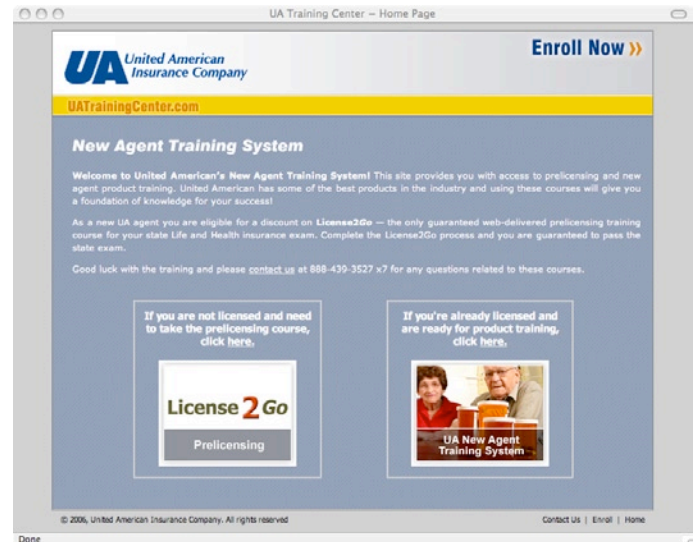 UA Training Center – Home Page
UA United American
Insurance Company
Enroll Now »
UATrainingCenter.com
New Agent Training System
Welcome to United American's New Agent Training System! This site provides you with access to prelicensing and new
agent product training. United American has some of the best products in the industry and using these courses will give you
a foundation of knowledge for your success!
As a new UA agent you are eligible for a discount on License2Go — the only guaranteed web-delivered prelicensing training
course for your state Life and Health insurance exam. Complete the License2Go process and you are guaranteed to pass the
state exam.
Good luck with the training and please contact us at 888-439-3527 x7 for any questions related to these courses.
If you are not licensed and need
to take the prelicensing course,
click here.
License 2 Go
Prelicensing
If you're already licensed and
are ready for product training,
click here.
UA New Agent
Training System
© 2006, United American Insurance Company. All rights reserved
Contact Us | Enroll | Home
Done